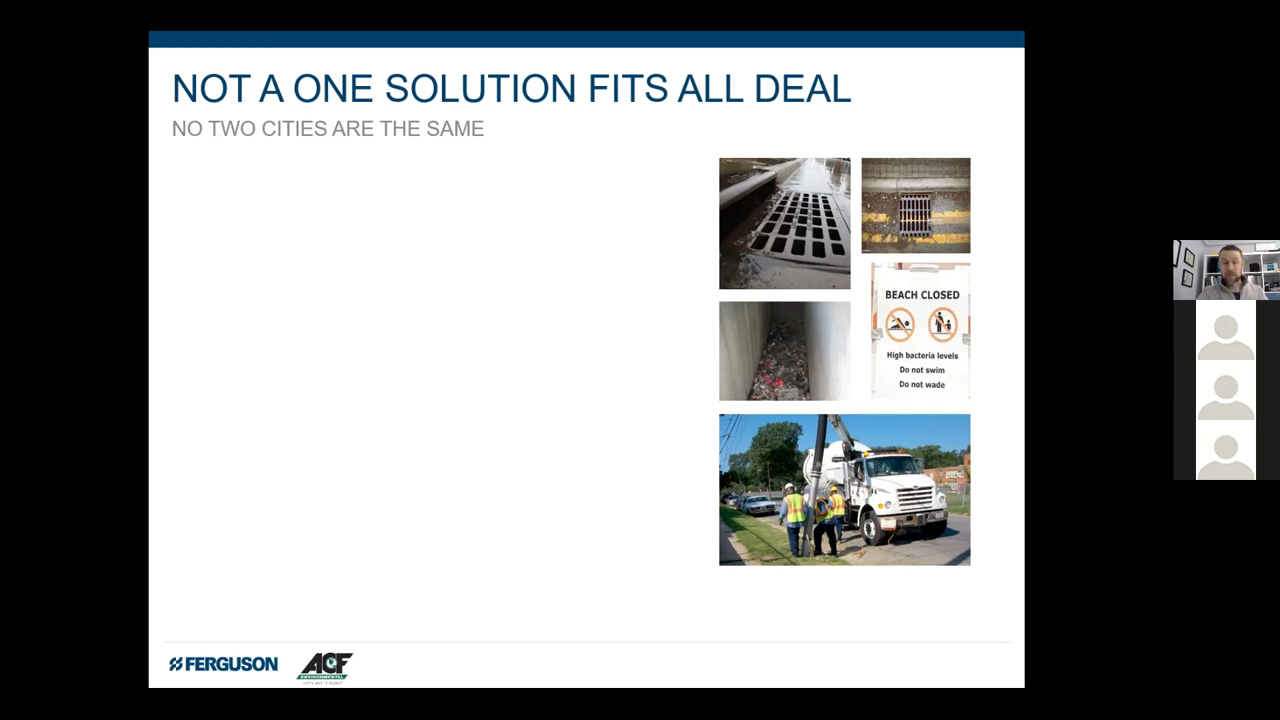 NOT A ONE SOLUTION FITS ALL DEAL
NO TWO CITIES ARE THE SAME
BEACH CLOSED
High bacteria levels
Do not swim
Do not wade
FERGUSON
ACF
ENVIRONMENTAL